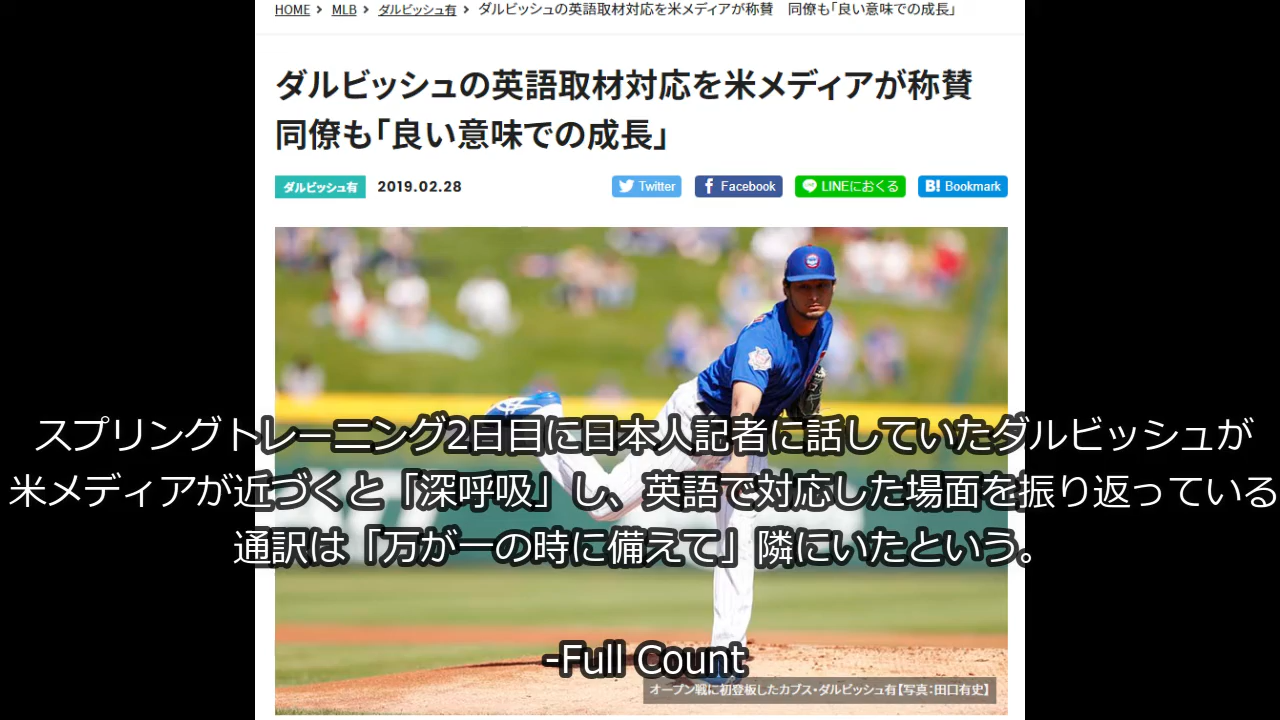 HOME > MLB > ダルビッシュ有 > ダルビッシュの英語取材対応を米メディアが称賛 同僚も「良い意味での成長」
ダルビッシュの英語取材対応を米メディアが称賛
同僚も「良い意味での成長」
ダルビッシュ有 2019.02.28 Twitter Facebook LINEにおくる B! Bookmark
スプリングトレーニング2日目に日本人記者に話していたダルビッシュが
米メディアが近づくと「深呼吸」し、英語で対応した場面を振り返っている
通訳は「万が一の時に備えて」隣にいたという。
-Full Count
オープン戦に初登板したカブス・ダルビッシュ有【写真：田口有史】